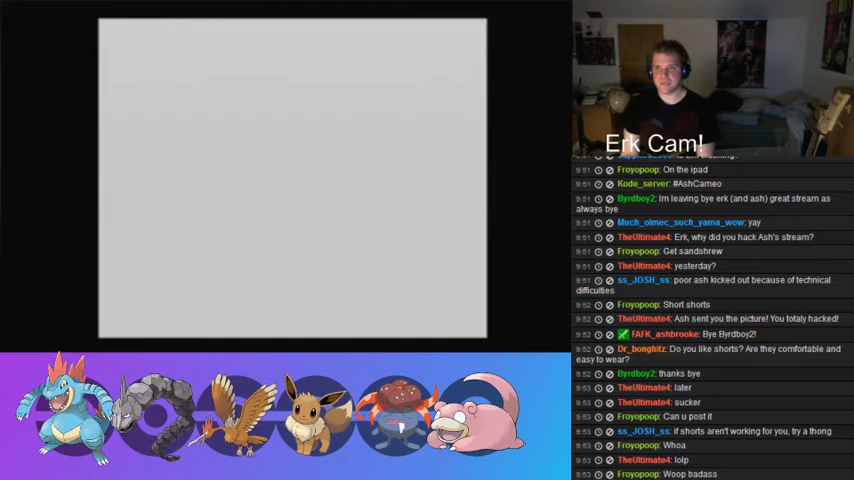 Erk Cam!
9:51 Froyopoop: On the ipad
9:51 Kode_server: #AshCameo
9:51 Byrdboy2: Im leaving bye erk (and ash) great stream as
always bye
9:51 Much_olmec_such_yama_wow: yay
9:51 TheUltimate4: Erk, why did you hack Ash's stream?
9:51 Froyopoop: Get sandshrew
9:51 TheUltimate4: yesterday?
9:51 ss_JOSH_ss: poor ash kicked out because of technical
difficulties
9:52 Froyopoop: Short shorts
9:52 TheUltimate4: Ash sent you the picture! You totaly hacked!
9:52 FAFK_ashbrooke: Bye Byrdboy2!
9:52 Dr_bonghitz: Do you like shorts? Are they comfortable and
easy to wear?
9:52 Byrdboy2: thanks bye
9:53 TheUltimate4: later
9:53 TheUltimate4: sucker
9:53 Froyopoop: Can u post it
9:53 ss_JOSH_ss: if shorts aren't working for you, try a thong
9:53 Froyopoop: Whoa
9:53 TheUltimate4: lolp
9:53 Froyopoop: Woop badass